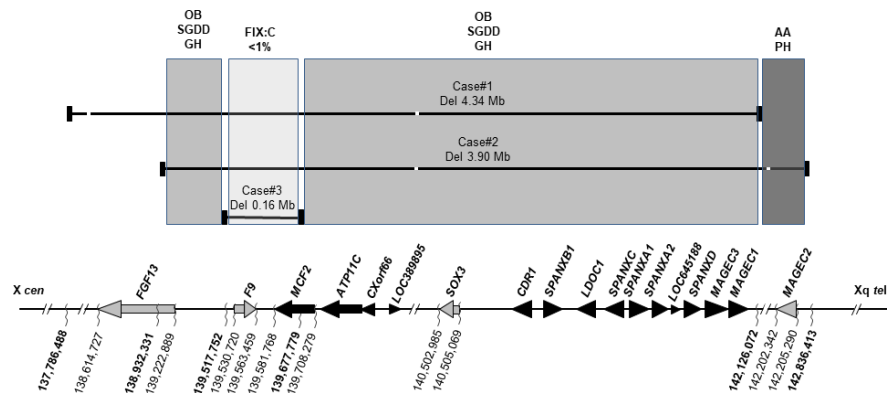 OB
SGDD
GH
FIX:C
<1%
OB
SGDD
GH
AA
PH
Case#1
Del 4.34 Mb
Case#2
Del 3.90 Mb
Case#3
Del 0.16 Mb
X cen
FGF13
F9
MCF2
ATP11C
CXorf66
LOC389895
SOX3
CDR1
SPANXB1
LDOC1
SPANXC
SPANXA1
SPANXA2
LOC645188
SPANXD
MAGEC3
MAGEC1
MAGEC2
Xq tel
137,786,488
138,614,727
138,932,331
139,222,889
139,517,752
139,530,720
139,563,459
139,581,768
139,677,779
139,708,279
140,502,985
140,505,069
142,126,072
142,202,342
142,205,290
142,836,413